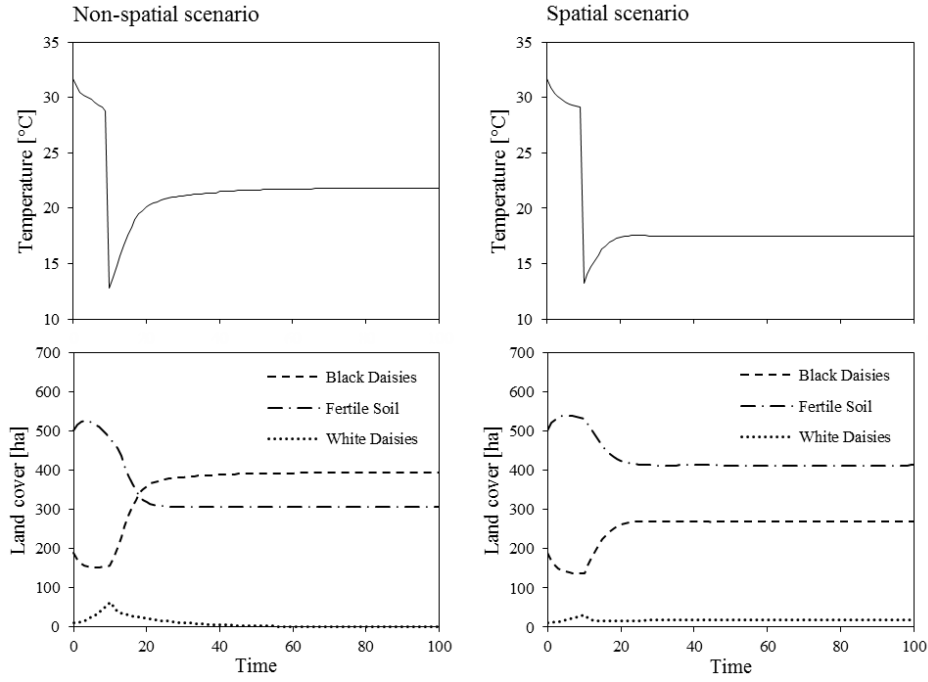 Non-spatial scenario
Spatial scenario
Temperature [°C]
35
30
25
20
15
10
Temperature [°C]
35
30
25
20
15
10
Land cover [ha]
700
600
500
400
300
200
100
0
Black Daisies
Fertile Soil
White Daisies
0 20 40 60 80 100
Time
Land cover [ha]
700
600
500
400
300
200
100
0
Black Daisies
Fertile Soil
White Daisies
0 20 40 60 80 100
Time